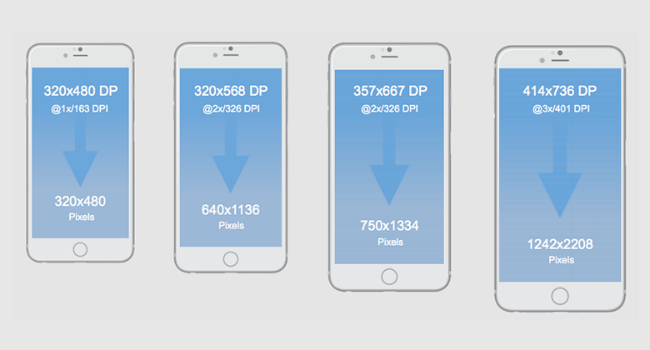 320x480 DP
@1x/163 DPI
320x480
Pixels
320x568 DP
@2x/326 DPI
640x1136
Pixels
357x667 DP
@2x/326 DPI
750x1334
Pixels
414x736 DP
@3x/401 DPI
1242x2208
Pixels